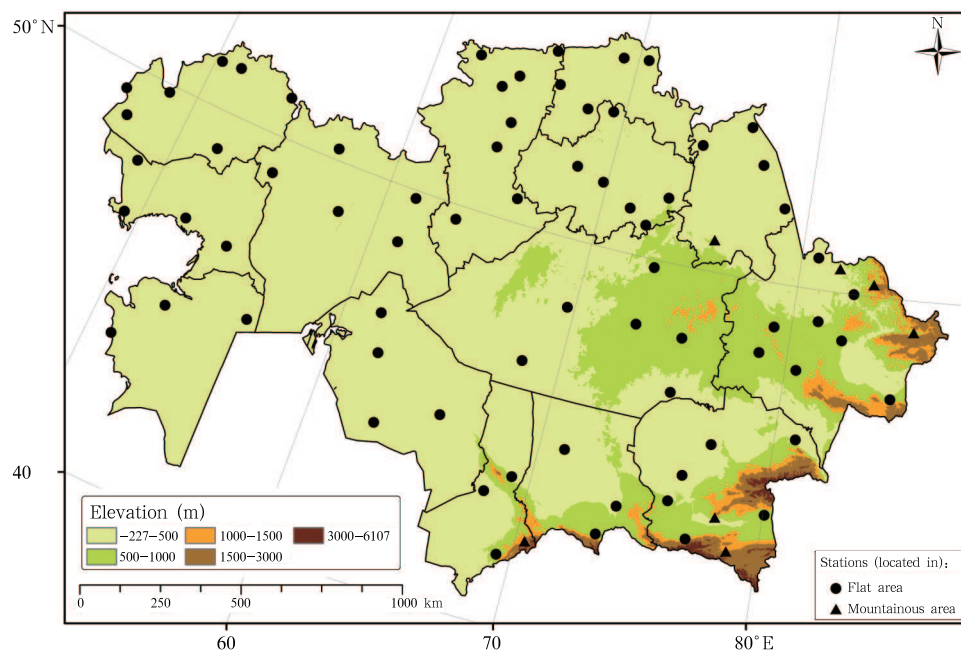 50°N
N
40
Elevation (m)
-227-500
1000-1500
3000-6107
500-1000
1500-3000
0 250 500 1000 km
Stations (located in):
Flat area
Mountainous area
60
70
80°E